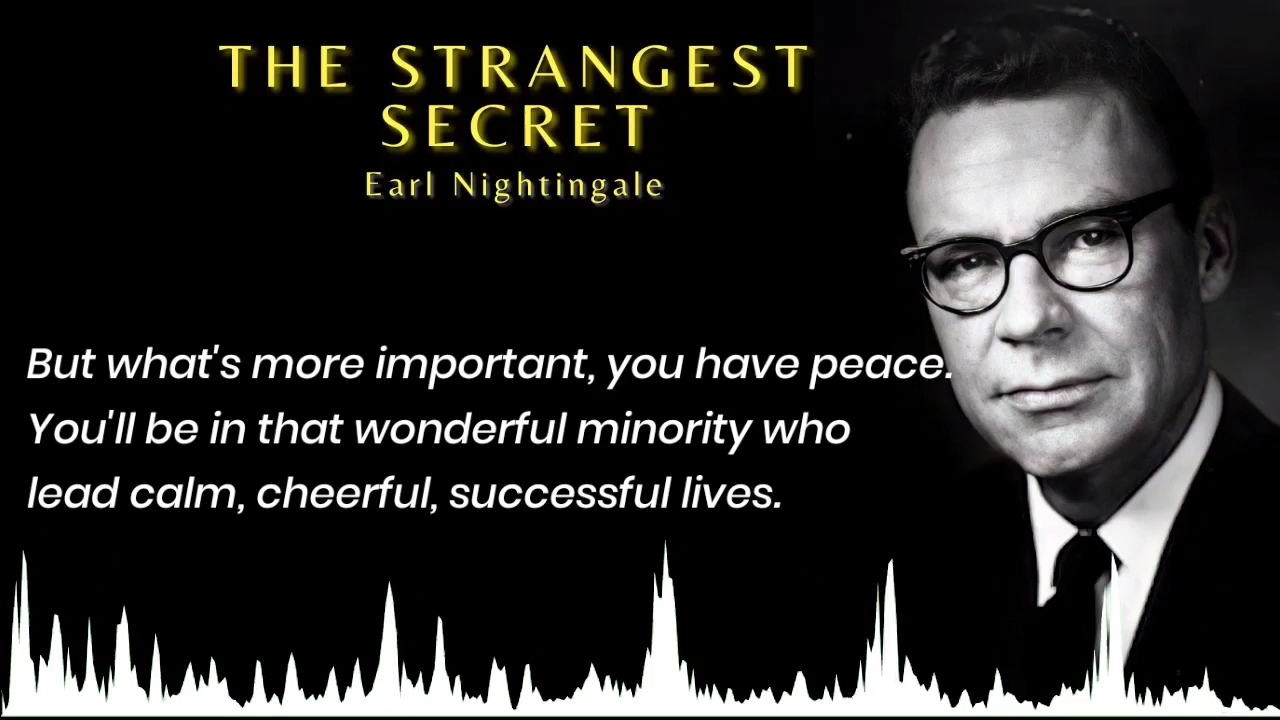 THE STRANGEST
SECRET
Earl Nightingale
But what's more important, you have peace.
You'll be in that wonderful minority who
lead calm, cheerful, successful lives.